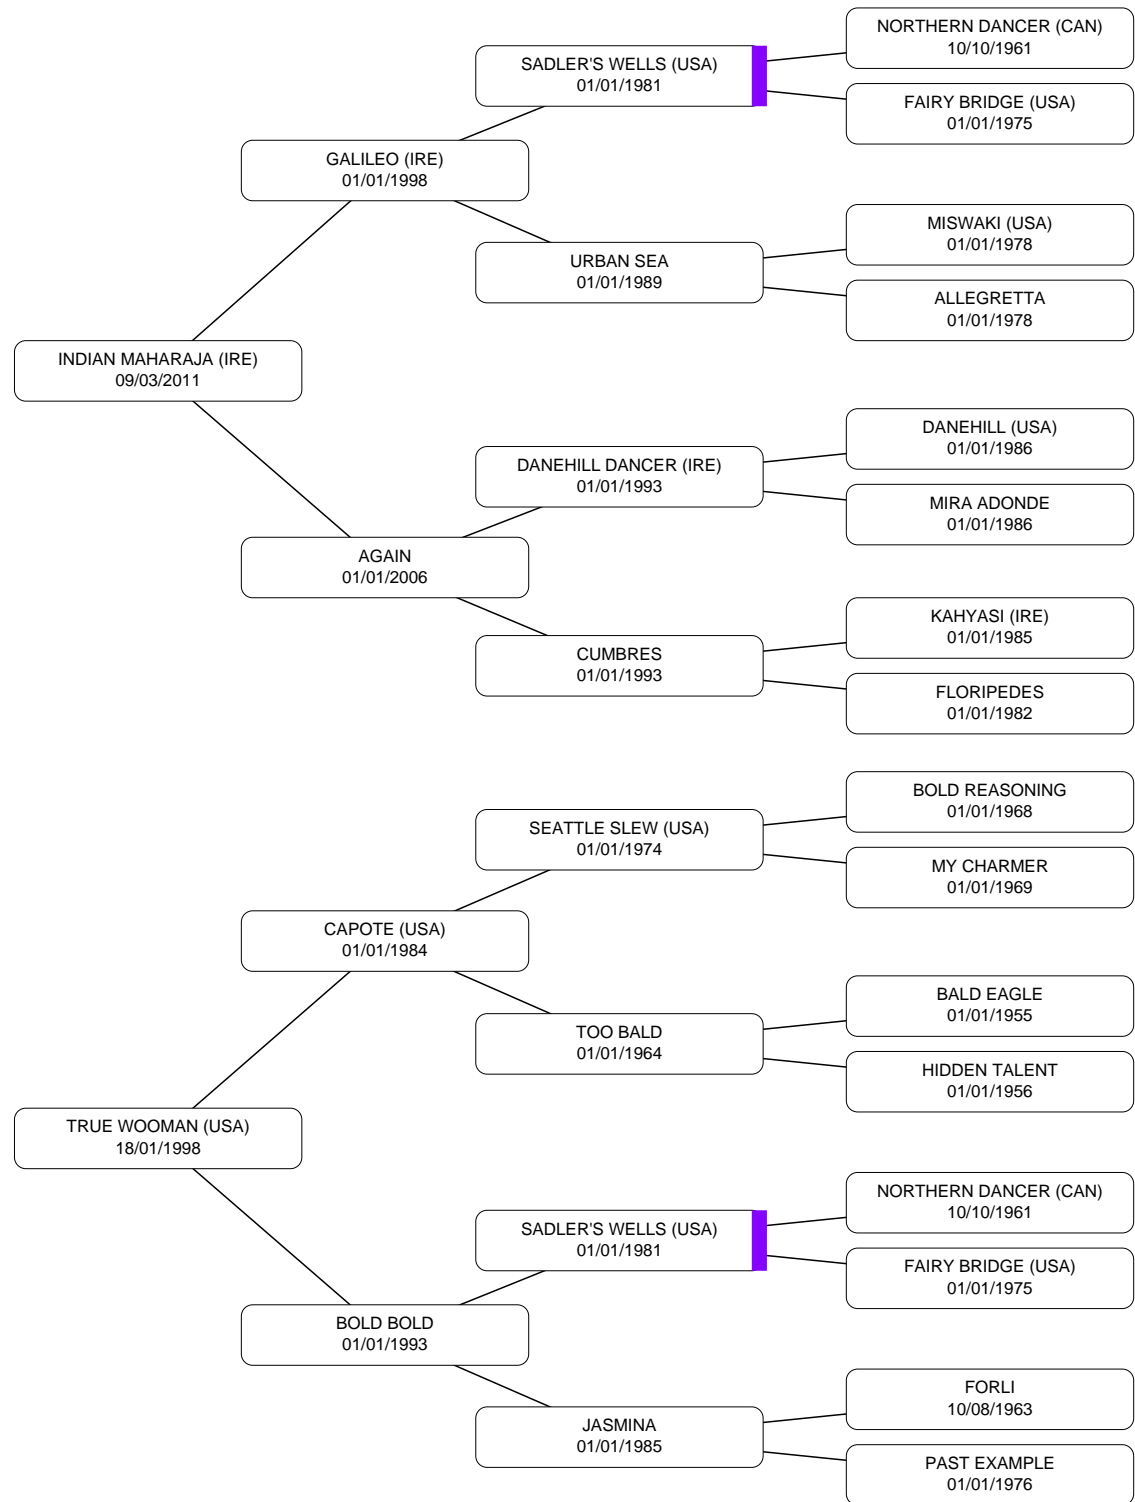 NORTHERN DANCER (CAN)
10/10/1961
SADLER'S WELLS (USA)
01/01/1981
FAIRY BRIDGE (USA)
01/01/1975
GALILEO (IRE)
01/01/1998
MISWAKI (USA)
01/01/1978
URBAN SEA
01/01/1989
ALLEGRETTA
01/01/1978
INDIAN MAHARAJA (IRE)
09/03/2011
DANEHILL (USA)
01/01/1986
DANEHILL DANCER (IRE)
01/01/1993
MIRA ADONDE
01/01/1986
AGAIN
01/01/2006
KAHYASI (IRE)
01/01/1985
CUMBRES
01/01/1993
FLORIPEDES
01/01/1982
BOLD REASONING
01/01/1968
SEATTLE SLEW (USA)
01/01/1974
MY CHARMER
01/01/1969
CAPOTE (USA)
01/01/1984
BALD EAGLE
01/01/1955
TOO BALD
01/01/1964
HIDDEN TALENT
01/01/1956
TRUE WOOMAN (USA)
18/01/1998
NORTHERN DANCER (CAN)
10/10/1961
SADLER'S WELLS (USA)
01/01/1981
FAIRY BRIDGE (USA)
01/01/1975
BOLD BOLD
01/01/1993
FORLI
10/08/1963
JASMINA
01/01/1985
PAST EXAMPLE
01/01/1976